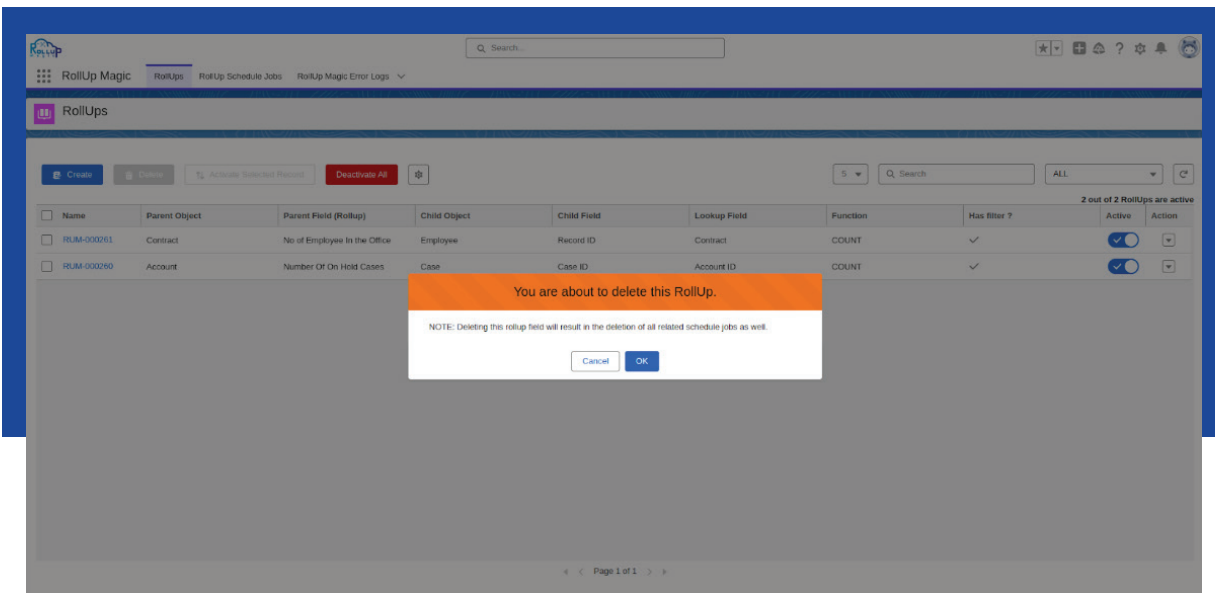 RollUp
Search...
RollUp Magic RollUps RollUp Schedule Jobs RollUp Magic Error Logs
RollUps
Create Delete Activate Selected Record Deactivate All 5 Search ALL
2 out of 2 RollUps are active
Name Parent Object Parent Field (Rollup) Child Object Child Field Lookup Field Function Has filter ? Active Action
RUM-000261 Contract No of Employee In the Office Employee Record ID Contract COUNT
RUM-000260 Account Number Of On Hold Cases Case Case ID Account ID COUNT
You are about to delete this RollUp.
NOTE: Deleting this rollup field will result in the deletion of all related schedule jobs as well.
Cancel OK
Page 1 of 1